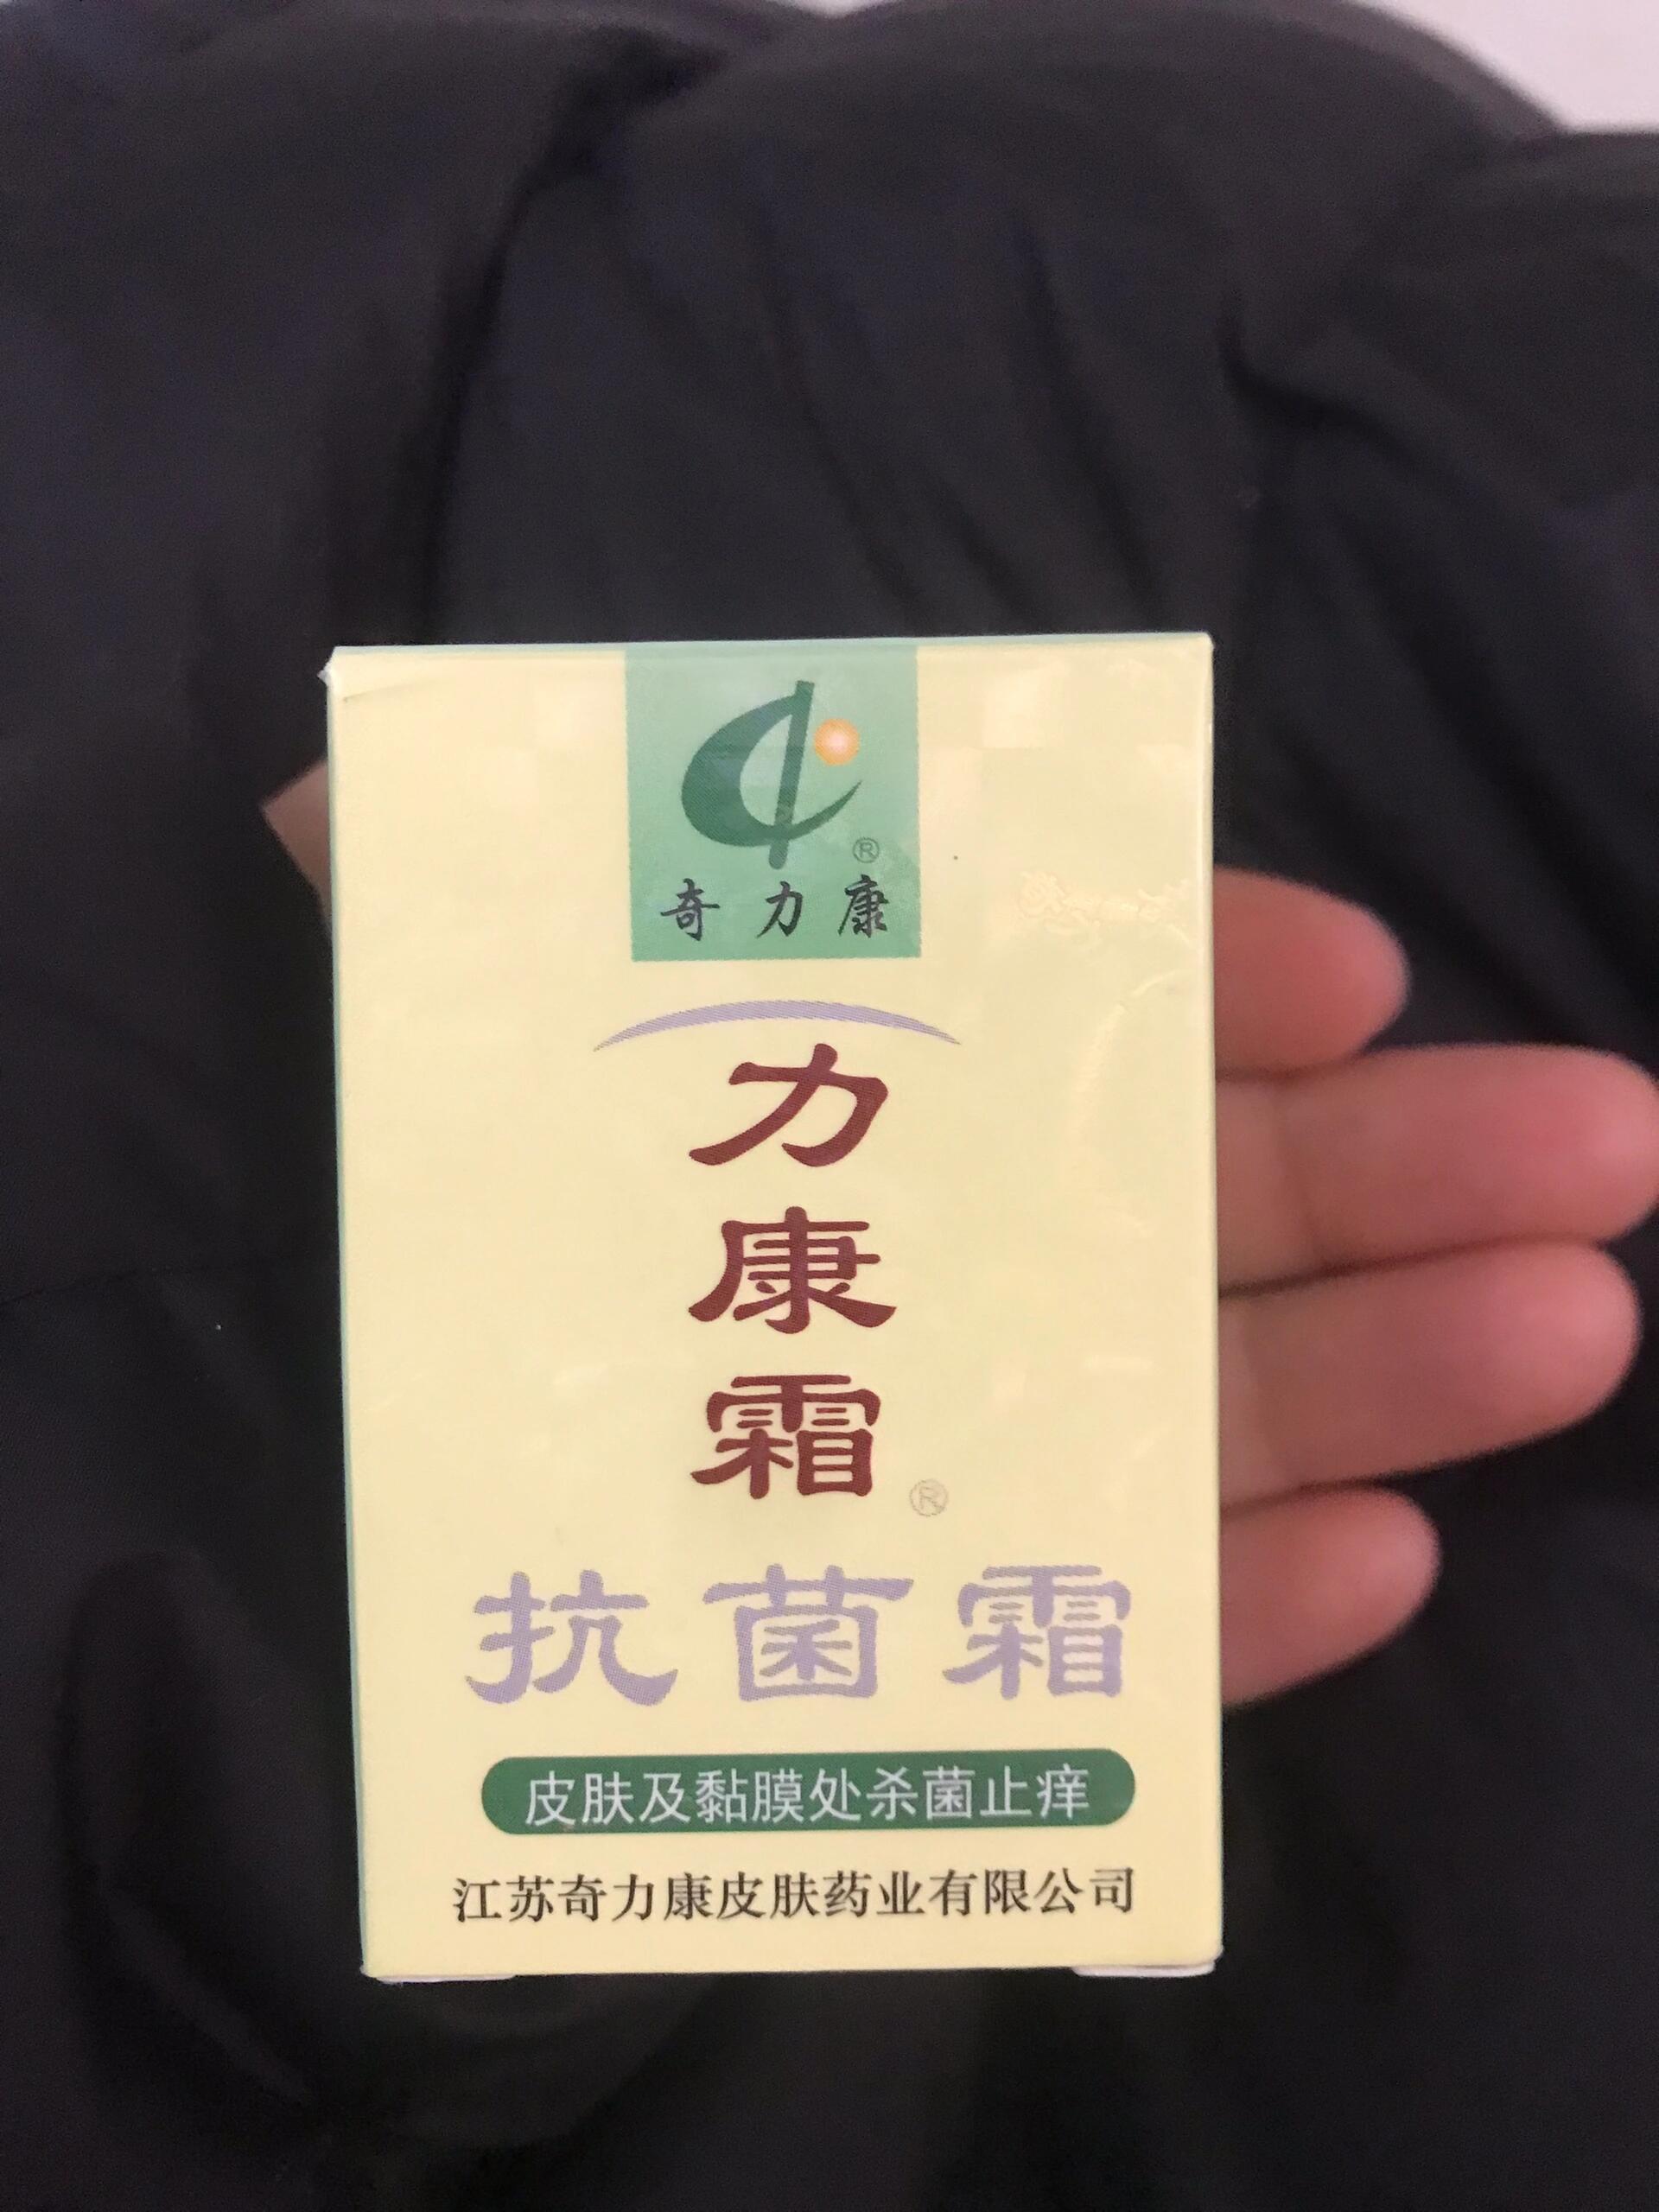 ®
奇力康
力
康
霜
®
抗菌霜
皮肤及黏膜处杀菌止痒
江苏奇力康皮肤药业有限公司